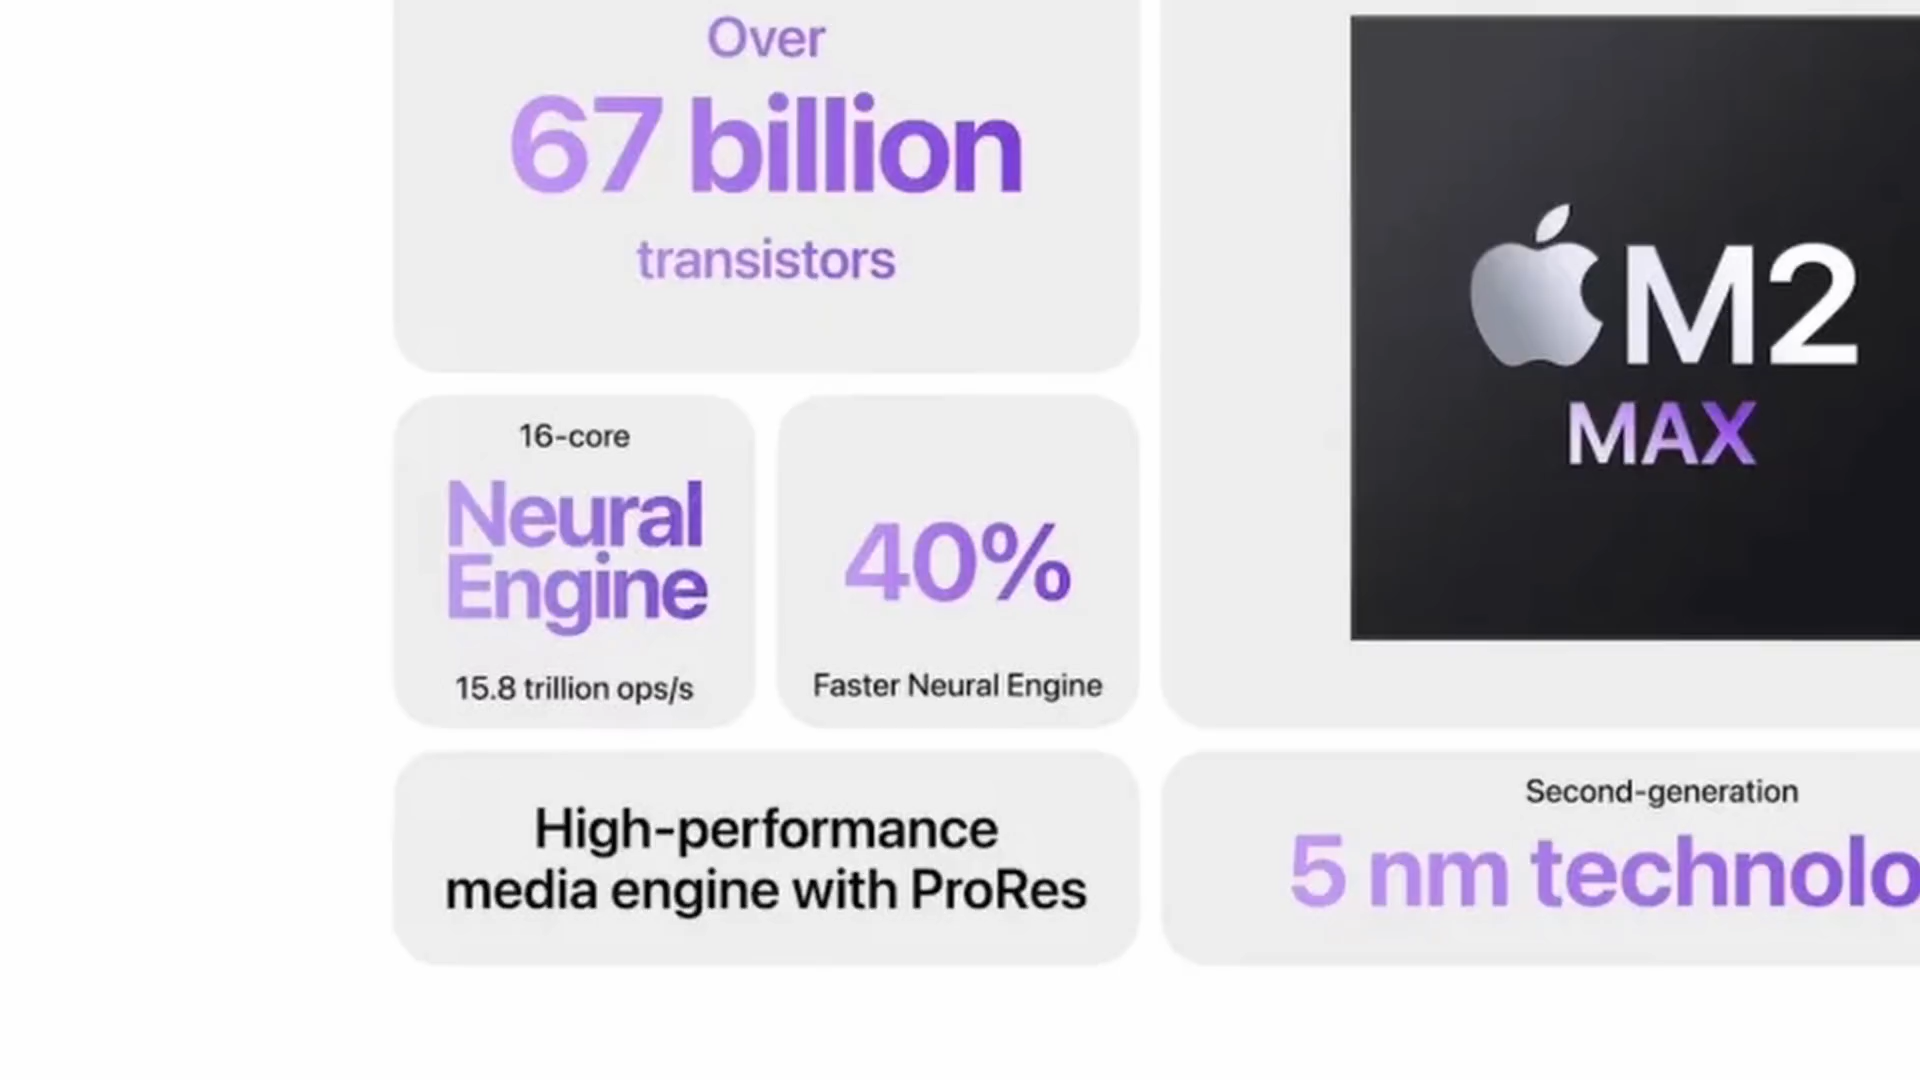 Over
67 billion
transistors
M2
MAX
16-core
Neural
Engine
15.8 trillion ops/s
40%
Faster Neural Engine
High-performance
media engine with ProRes
Second-generation
5 nm technolo